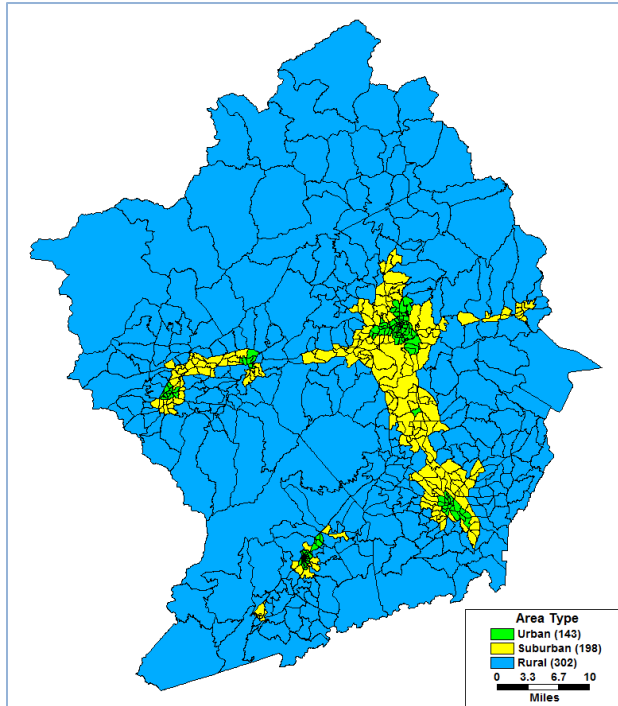 Area Type
Urban (143)
Suburban (198)
Rural (302)
0 3.3 6.7 10
Miles